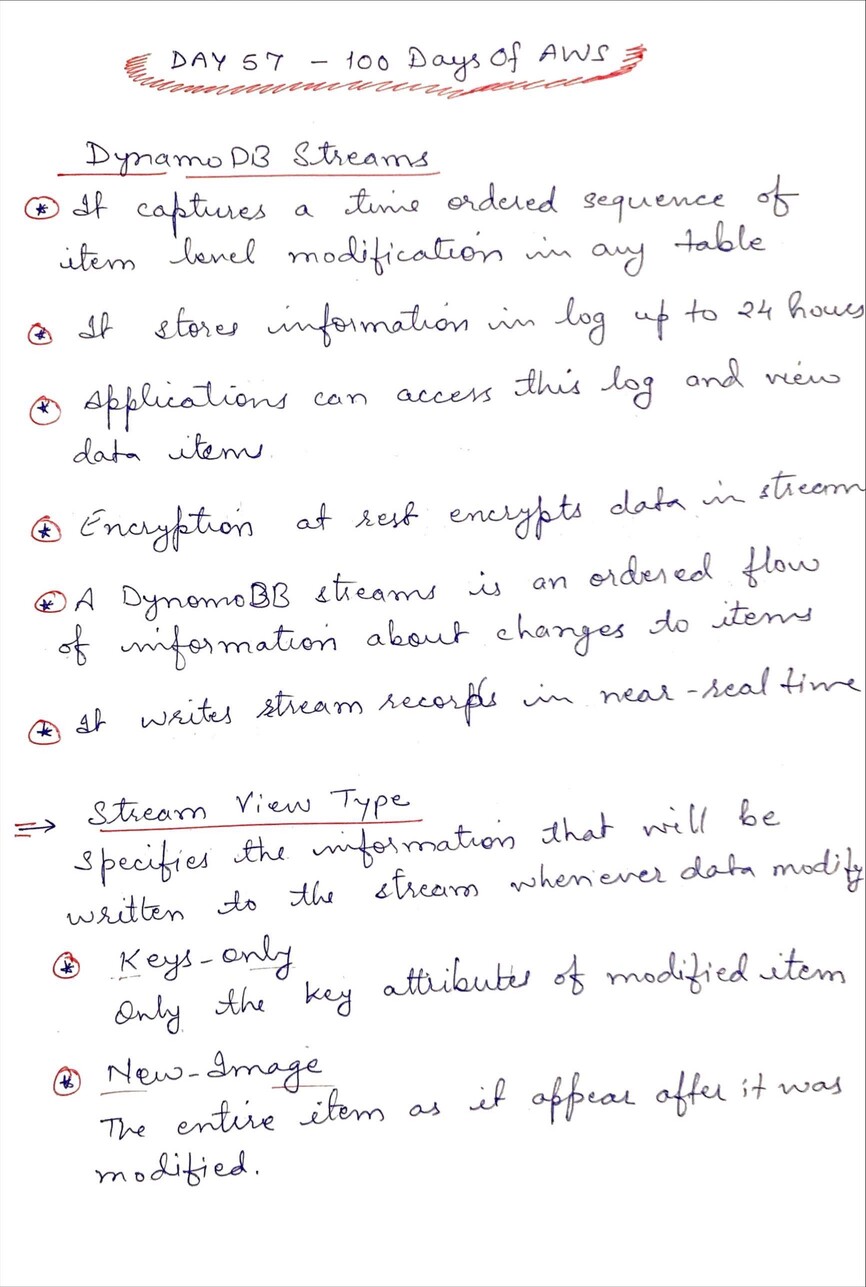 DAY 57 - 100 Days Of AWS
DynamoDB Streams
* It captures a time ordered sequence of
item level modification in any table
* It stores information in log up to 24 hours
* Applications can access this log and view
data items.
* Encryption at rest encrypts data in stream
* A DynomoBB streams is an ordered flow
of information about changes to items
* It writes stream records in near-real time
⇒ Stream View Type
Specifies the information that will be
written to the stream whenever data modify
* Keys-only
Only the key attributes of modified item
* New-Image
The entire item as it appear after it was
modified.